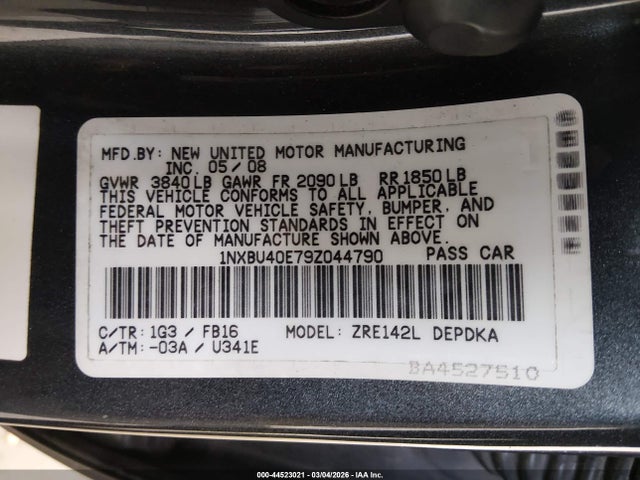 MFD.BY: NEW UNITED MOTOR MANUFACTURING
INC. 05/08
GVWR 3840LB GAWR FR 2090LB RR1850LB
THIS VEHICLE CONFORMS TO ALL APPLICABLE
FEDERAL MOTOR VEHICLE SAFETY, BUMPER, AND
THEFT PREVENTION STANDARDS IN EFFECT ON
THE DATE OF MANUFACTURE SHOWN ABOVE.
1NXBU40E79Z044790 PASS CAR
C/TR: 1G3 / FB16 MODEL: ZRE142L DEPDKA
A/TM: -03A / U341E
BA4527510
000-44523021 | 03/04/2026 - IAA Inc.